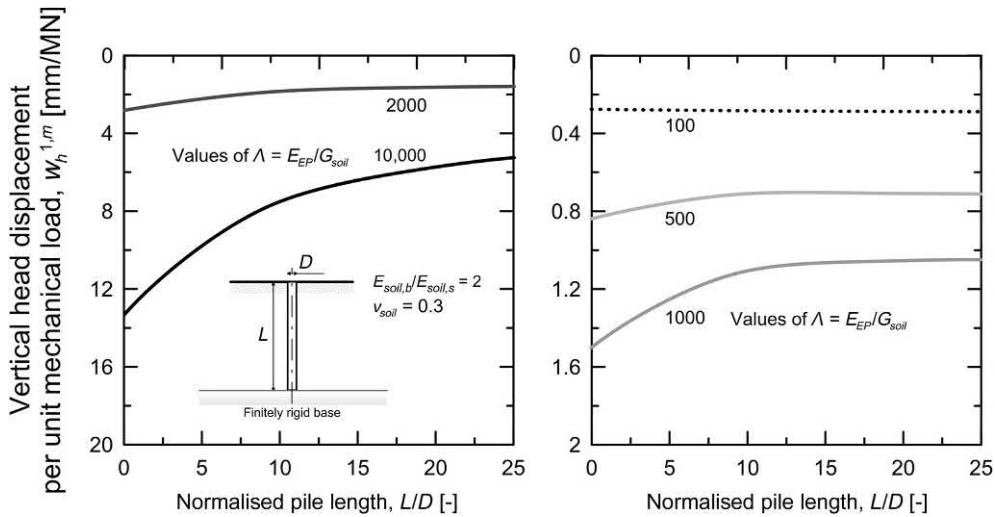 Vertical head displacement
per unit mechanical load, w_h^{1,m} [mm/MN]
0
4
8
12
16
20
2000
Values of Λ = E_EP/G_soil
10,000
D
E_soil,b/E_soil,s = 2
ν_soil = 0.3
L
Finitely rigid base
0 5 10 15 20 25
Normalised pile length, L/D [-]
0
0.4
0.8
1.2
1.6
2
100
500
1000
Values of Λ = E_EP/G_soil
0 5 10 15 20 25
Normalised pile length, L/D [-]